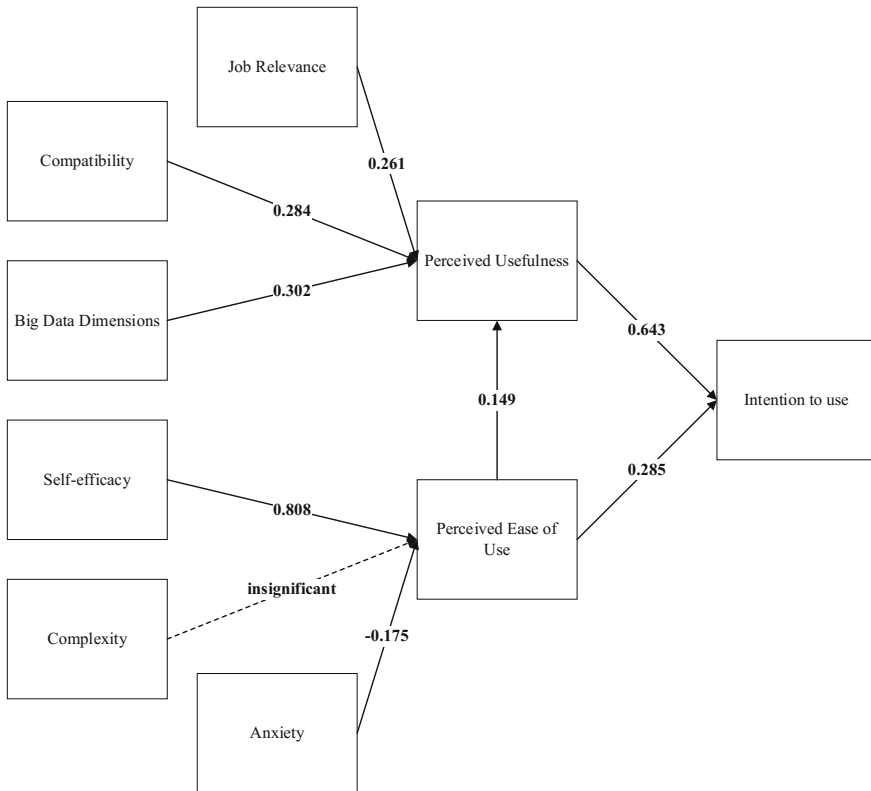 Job Relevance
Compatibility
0.261
0.284
Perceived Usefulness
Big Data Dimensions
0.302
0.643
0.149
Intention to use
Self-efficacy
0.808
Perceived Ease of
Use
0.285
insignificant
Complexity
-0.175
Anxiety